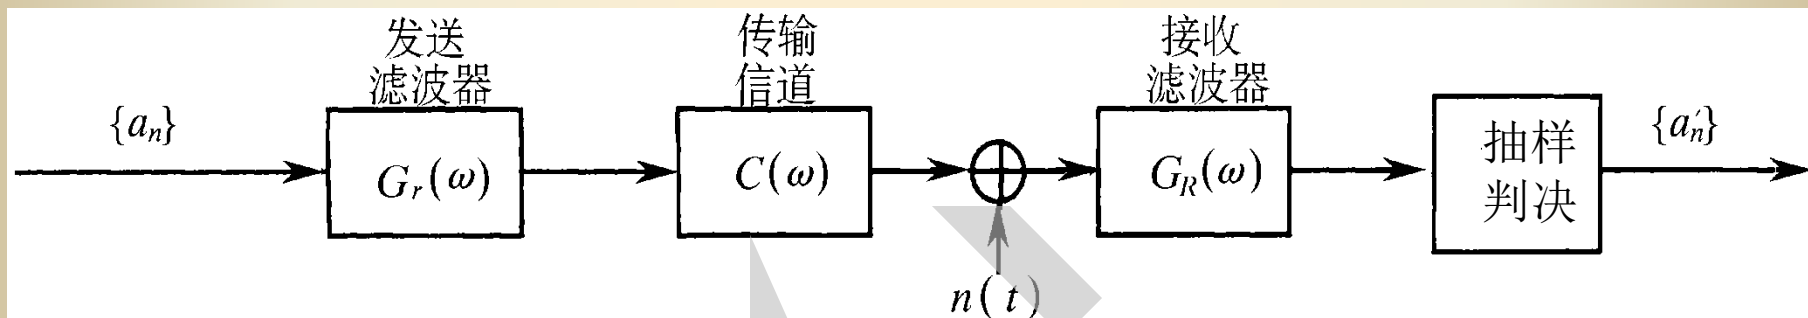 发送
滤波器
传输
信道
接收
滤波器
{aₙ}
G_r(ω)
C(ω)
G_R(ω)
抽样
判决
{a′ₙ}
n(t)